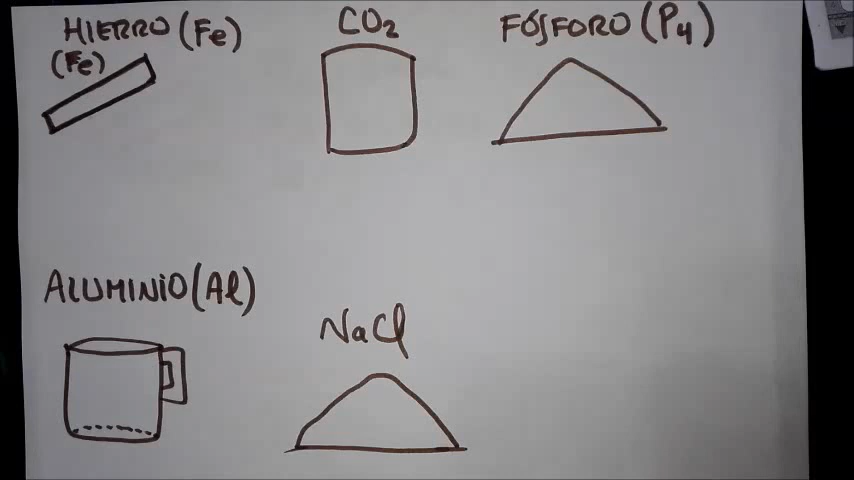 HIERRO (Fe)
(Fe)
CO₂
FÓSFORO (P₄)
ALUMINIO (Al)
NaCl